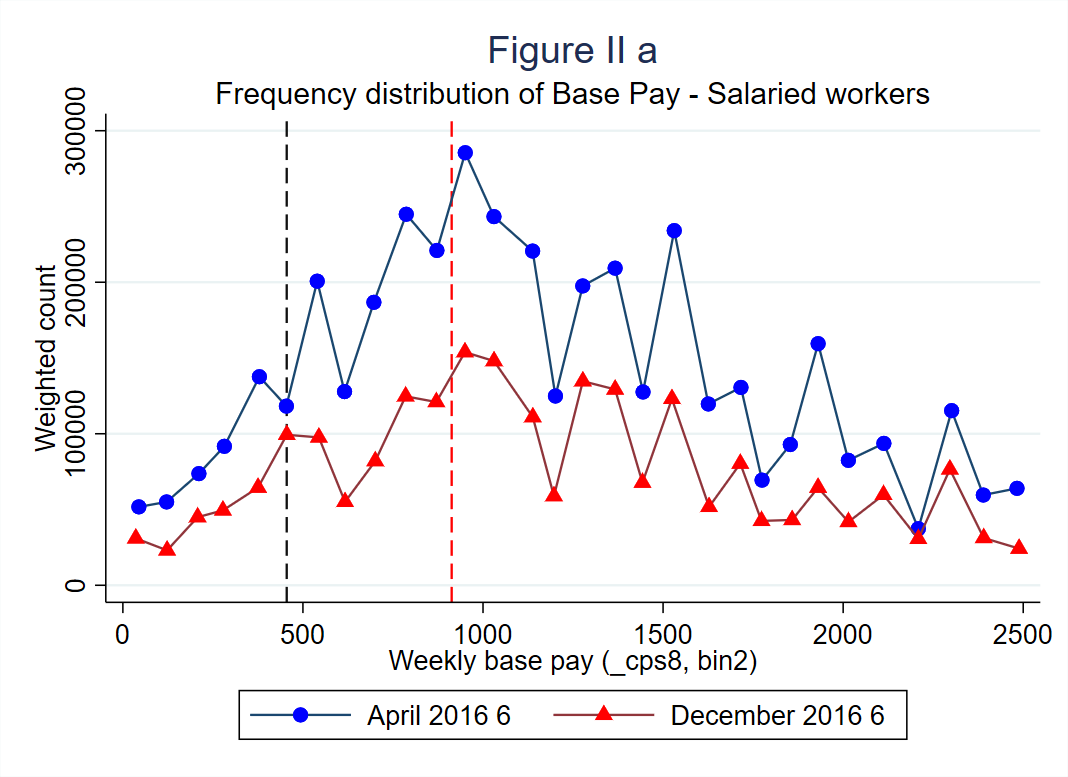 Figure II a
Frequency distribution of Base Pay - Salaried workers
300000
200000
100000
0
Weighted count
0 500 1000 1500 2000 2500
Weekly base pay (_cps8, bin2)
April 2016 6 December 2016 6